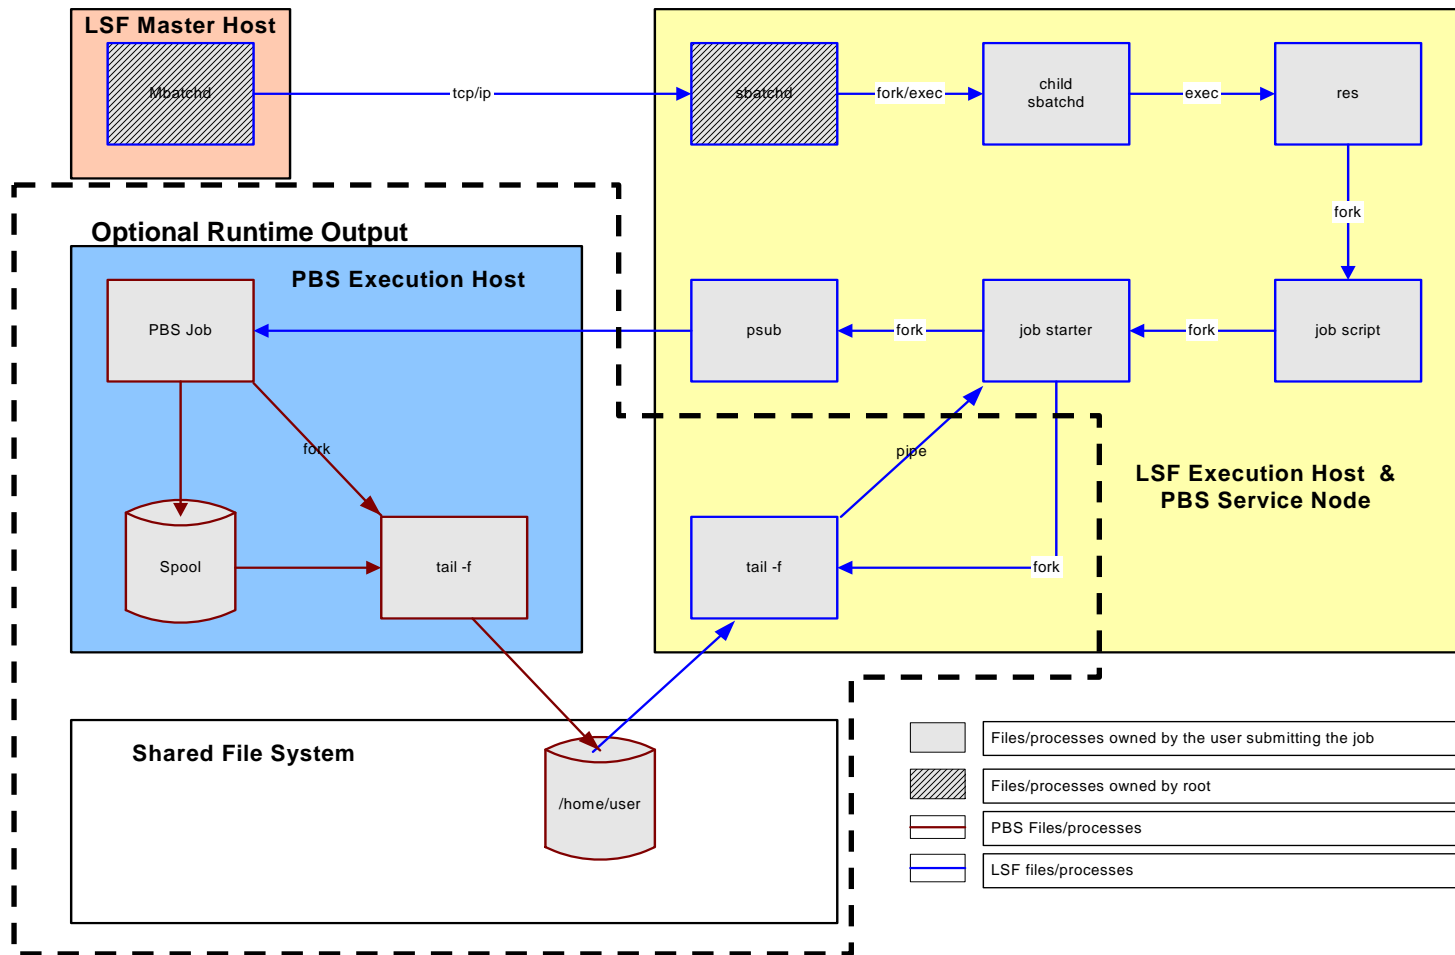 LSF Master Host
Mbatchd
tcp/ip
sbatchd
fork/exec
child
sbatchd
exec
res
fork
Optional Runtime Output
PBS Execution Host
PBS Job
psub
fork
job starter
fork
job script
fork
pipe
LSF Execution Host &
PBS Service Node
Spool
tail -f
tail -f
fork
Shared File System
/home/user
Files/processes owned by the user submitting the job
Files/processes owned by root
PBS Files/processes
LSF files/processes